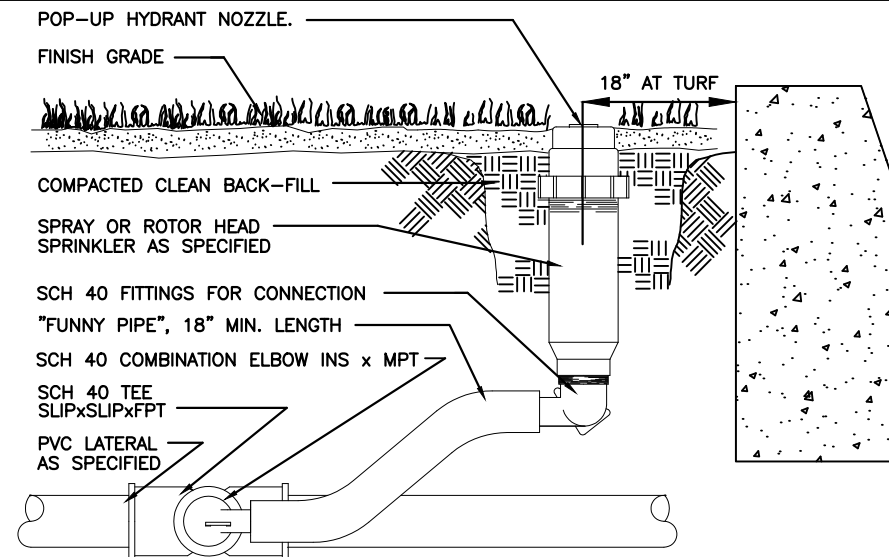 POP-UP HYDRANT NOZZLE.
FINISH GRADE
18" AT TURF
COMPACTED CLEAN BACK-FILL
SPRAY OR ROTOR HEAD
SPRINKLER AS SPECIFIED
SCH 40 FITTINGS FOR CONNECTION
"FUNNY PIPE", 18" MIN. LENGTH
SCH 40 COMBINATION ELBOW INS x MPT
SCH 40 TEE
SLIPxSLIPxFPT
PVC LATERAL
AS SPECIFIED